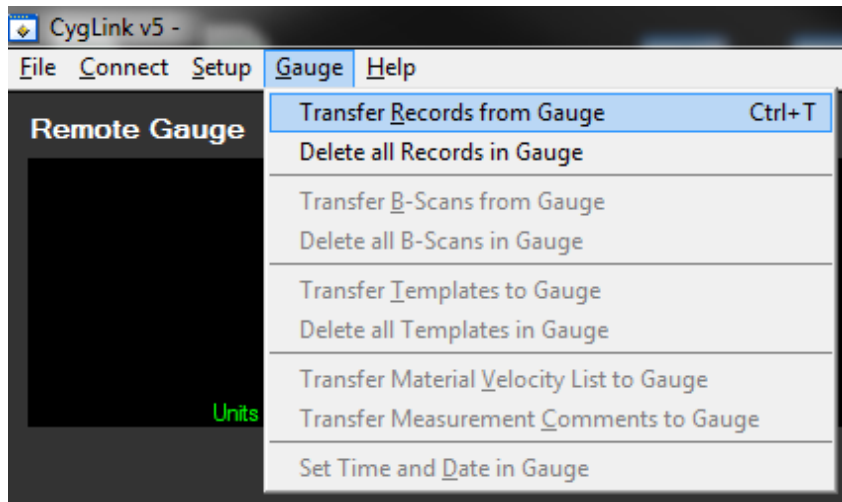 CygLink v5 -
File Connect Setup Gauge Help
Remote Gauge
Transfer Records from Gauge Ctrl+T
Delete all Records in Gauge
Transfer B-Scans from Gauge
Delete all B-Scans in Gauge
Transfer Templates to Gauge
Delete all Templates in Gauge
Transfer Material Velocity List to Gauge
Units
Transfer Measurement Comments to Gauge
Set Time and Date in Gauge